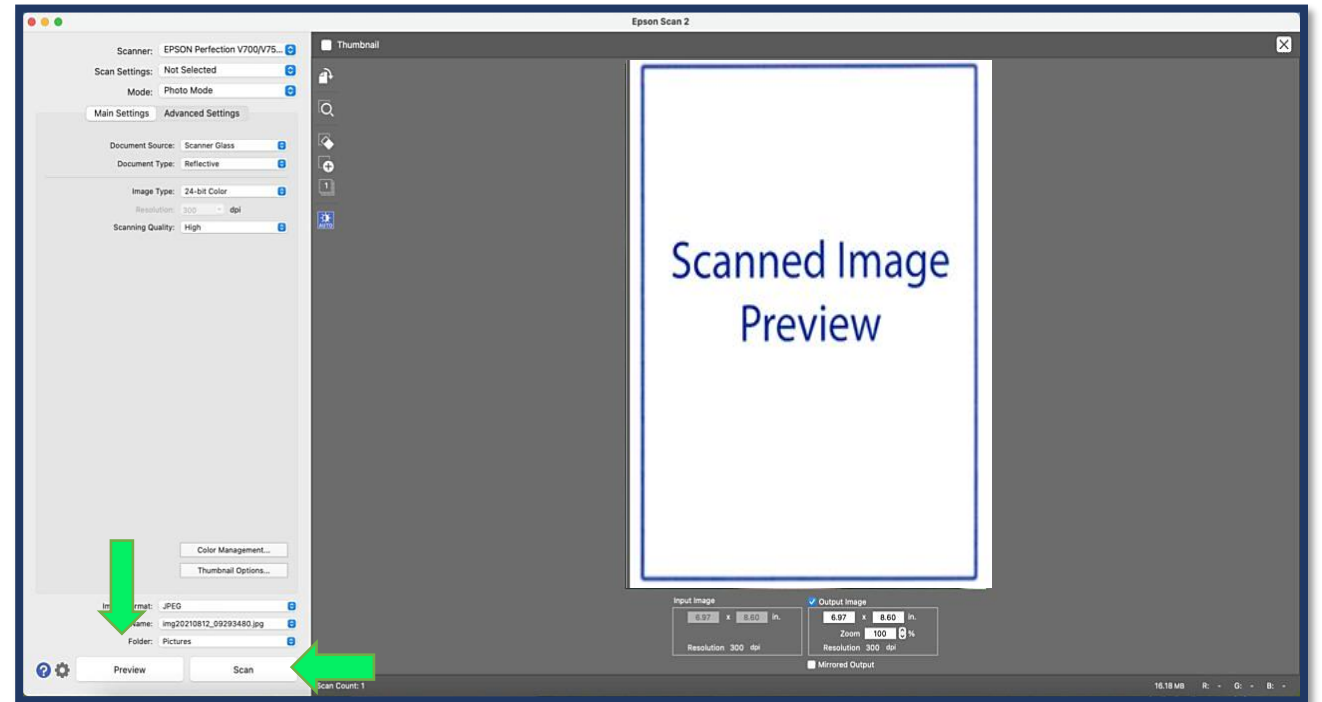 Epson Scan 2
Scanner: EPSON Perfection V700/V75...
Scan Settings: Not Selected
Mode: Photo Mode
Main Settings Advanced Settings
Document Source: Scanner Glass
Document Type: Reflective
Image Type: 24-bit Color
Resolution: 300 dpi
Scanning Quality: High
Color Management...
Thumbnail Options...
JPEG
Name: img20210812_09293480.jpg
Folder: Pictures
? Preview Scan
Thumbnail
1
AUTO
Scanned Image
Preview
Input Image
6.97 x 8.60 in.
Resolution 300 dpi
Output Image
6.97 x 8.60 in.
Zoom 100 %
Resolution 300 dpi
Mirrored Output
Scan Count: 1
16.18 MB R: - G: - B: -